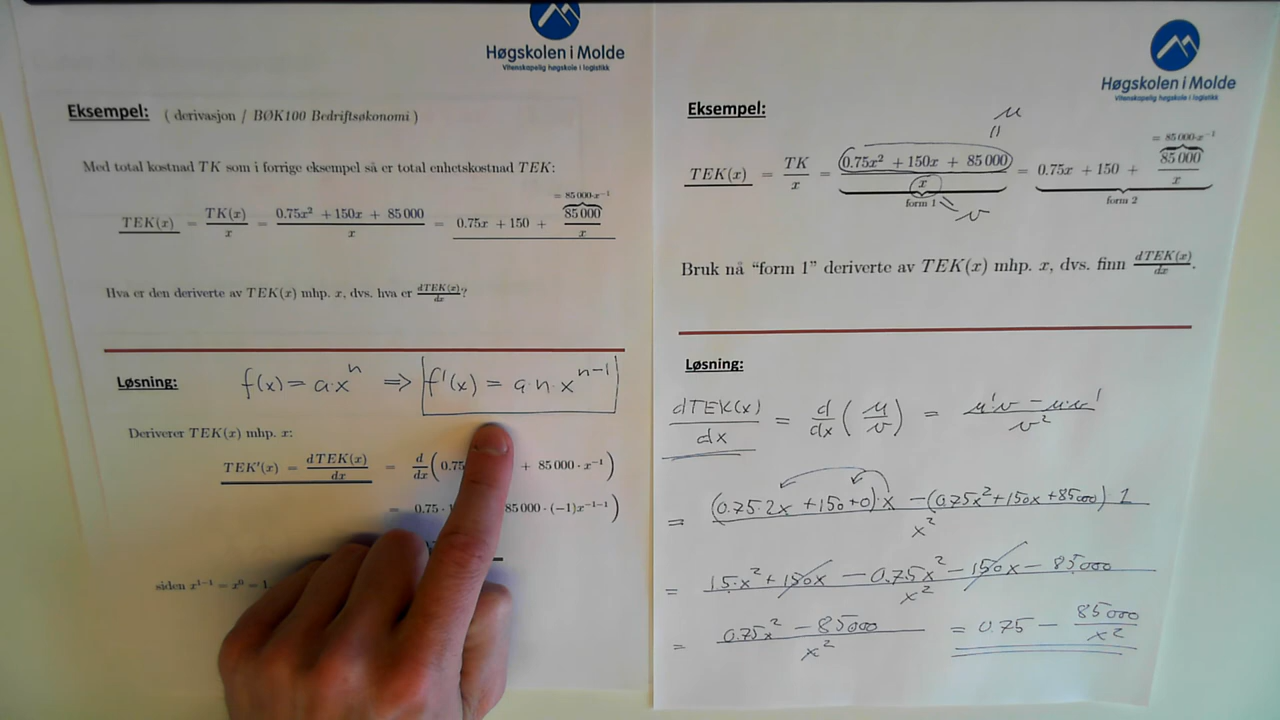 Høgskolen i Molde
Vitenskapelig høgskole i logistikk
Eksempel: ( derivasjon / BØK100 Bedriftsøkonomi )
Med total kostnad TK som i forrige eksempel så er total enhetskostnad TEK:
= 85 000·x⁻¹
TEK(x) = TK(x)/x = (0.75x² + 150x + 85 000)/x = 0.75x + 150 + 85 000/x
Hva er den deriverte av TEK(x) mhp. x, dvs. hva er dTEK(x)/dx?
Løsning: f(x) = a·x^n ⇒ f'(x) = a·n·x^(n-1)
Deriverer TEK(x) mhp. x:
TEK'(x) = dTEK(x)/dx = d/dx(0.75 + 85 000 · x⁻¹)
= 0.75 · 85 000 · (-1)x⁻¹⁻¹)
siden x¹⁻¹ = x⁰ = 1
Høgskolen i Molde
Vitenskapelig høgskole i logistikk
Eksempel:
u
= 85 000·x⁻¹
TEK(x) = TK/x = (0.75x² + 150x + 85 000)/x = 0.75x + 150 + 85 000/x
form 1 = v form 2
Bruk nå “form 1” deriverte av TEK(x) mhp. x, dvs. finn dTEK(x)/dx.
Løsning:
dTEK(x)/dx = d/dx (u/v) = (u'v - u·v')/v²
= ((0.75·2x + 150 + 0)·x - (0.75x² + 150x + 85000) 1)/x²
= (1.5·x² + 150x - 0.75x² - 150x - 85.000)/x²
= (0.75x² - 85000)/x² = 0.75 - 85000/x²